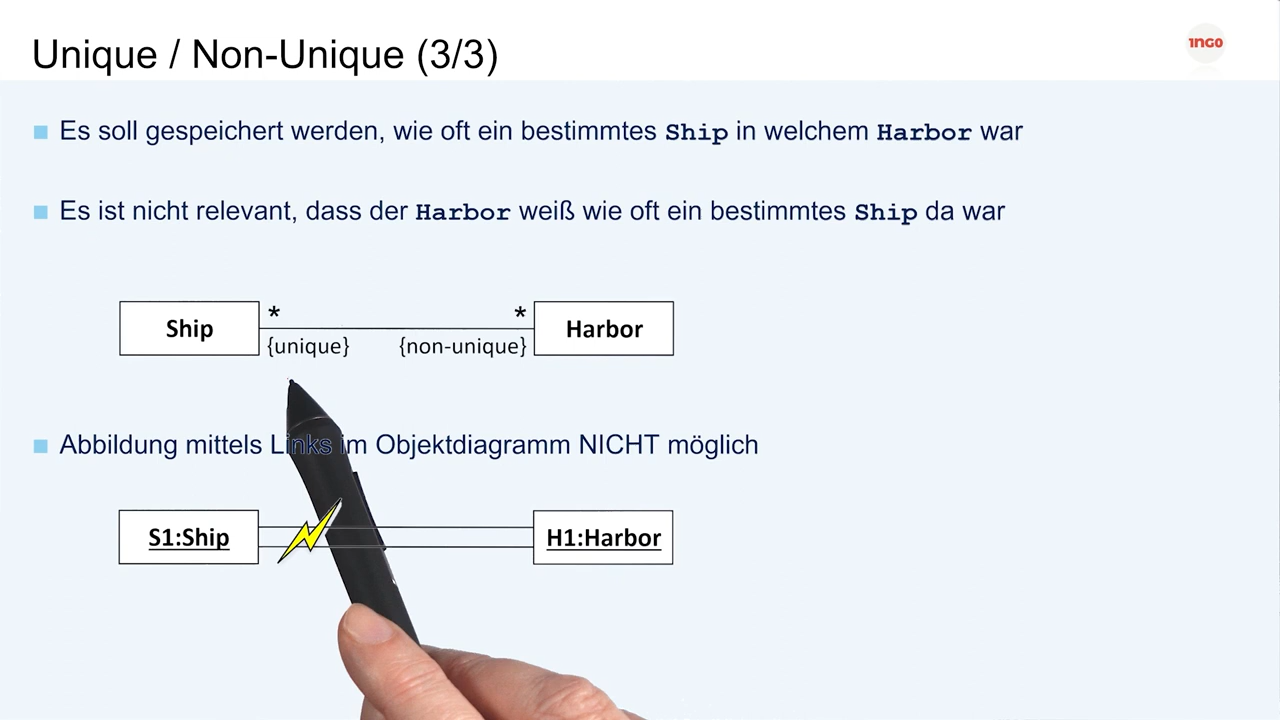 Unique / Non-Unique (3/3)
1NG0
Es soll gespeichert werden, wie oft ein bestimmtes Ship in welchem Harbor war
Es ist nicht relevant, dass der Harbor weiß wie oft ein bestimmtes Ship da war
* *
Ship Harbor
{unique} {non-unique}
Abbildung mittels Links im Objektdiagramm NICHT möglich
S1:Ship H1:Harbor